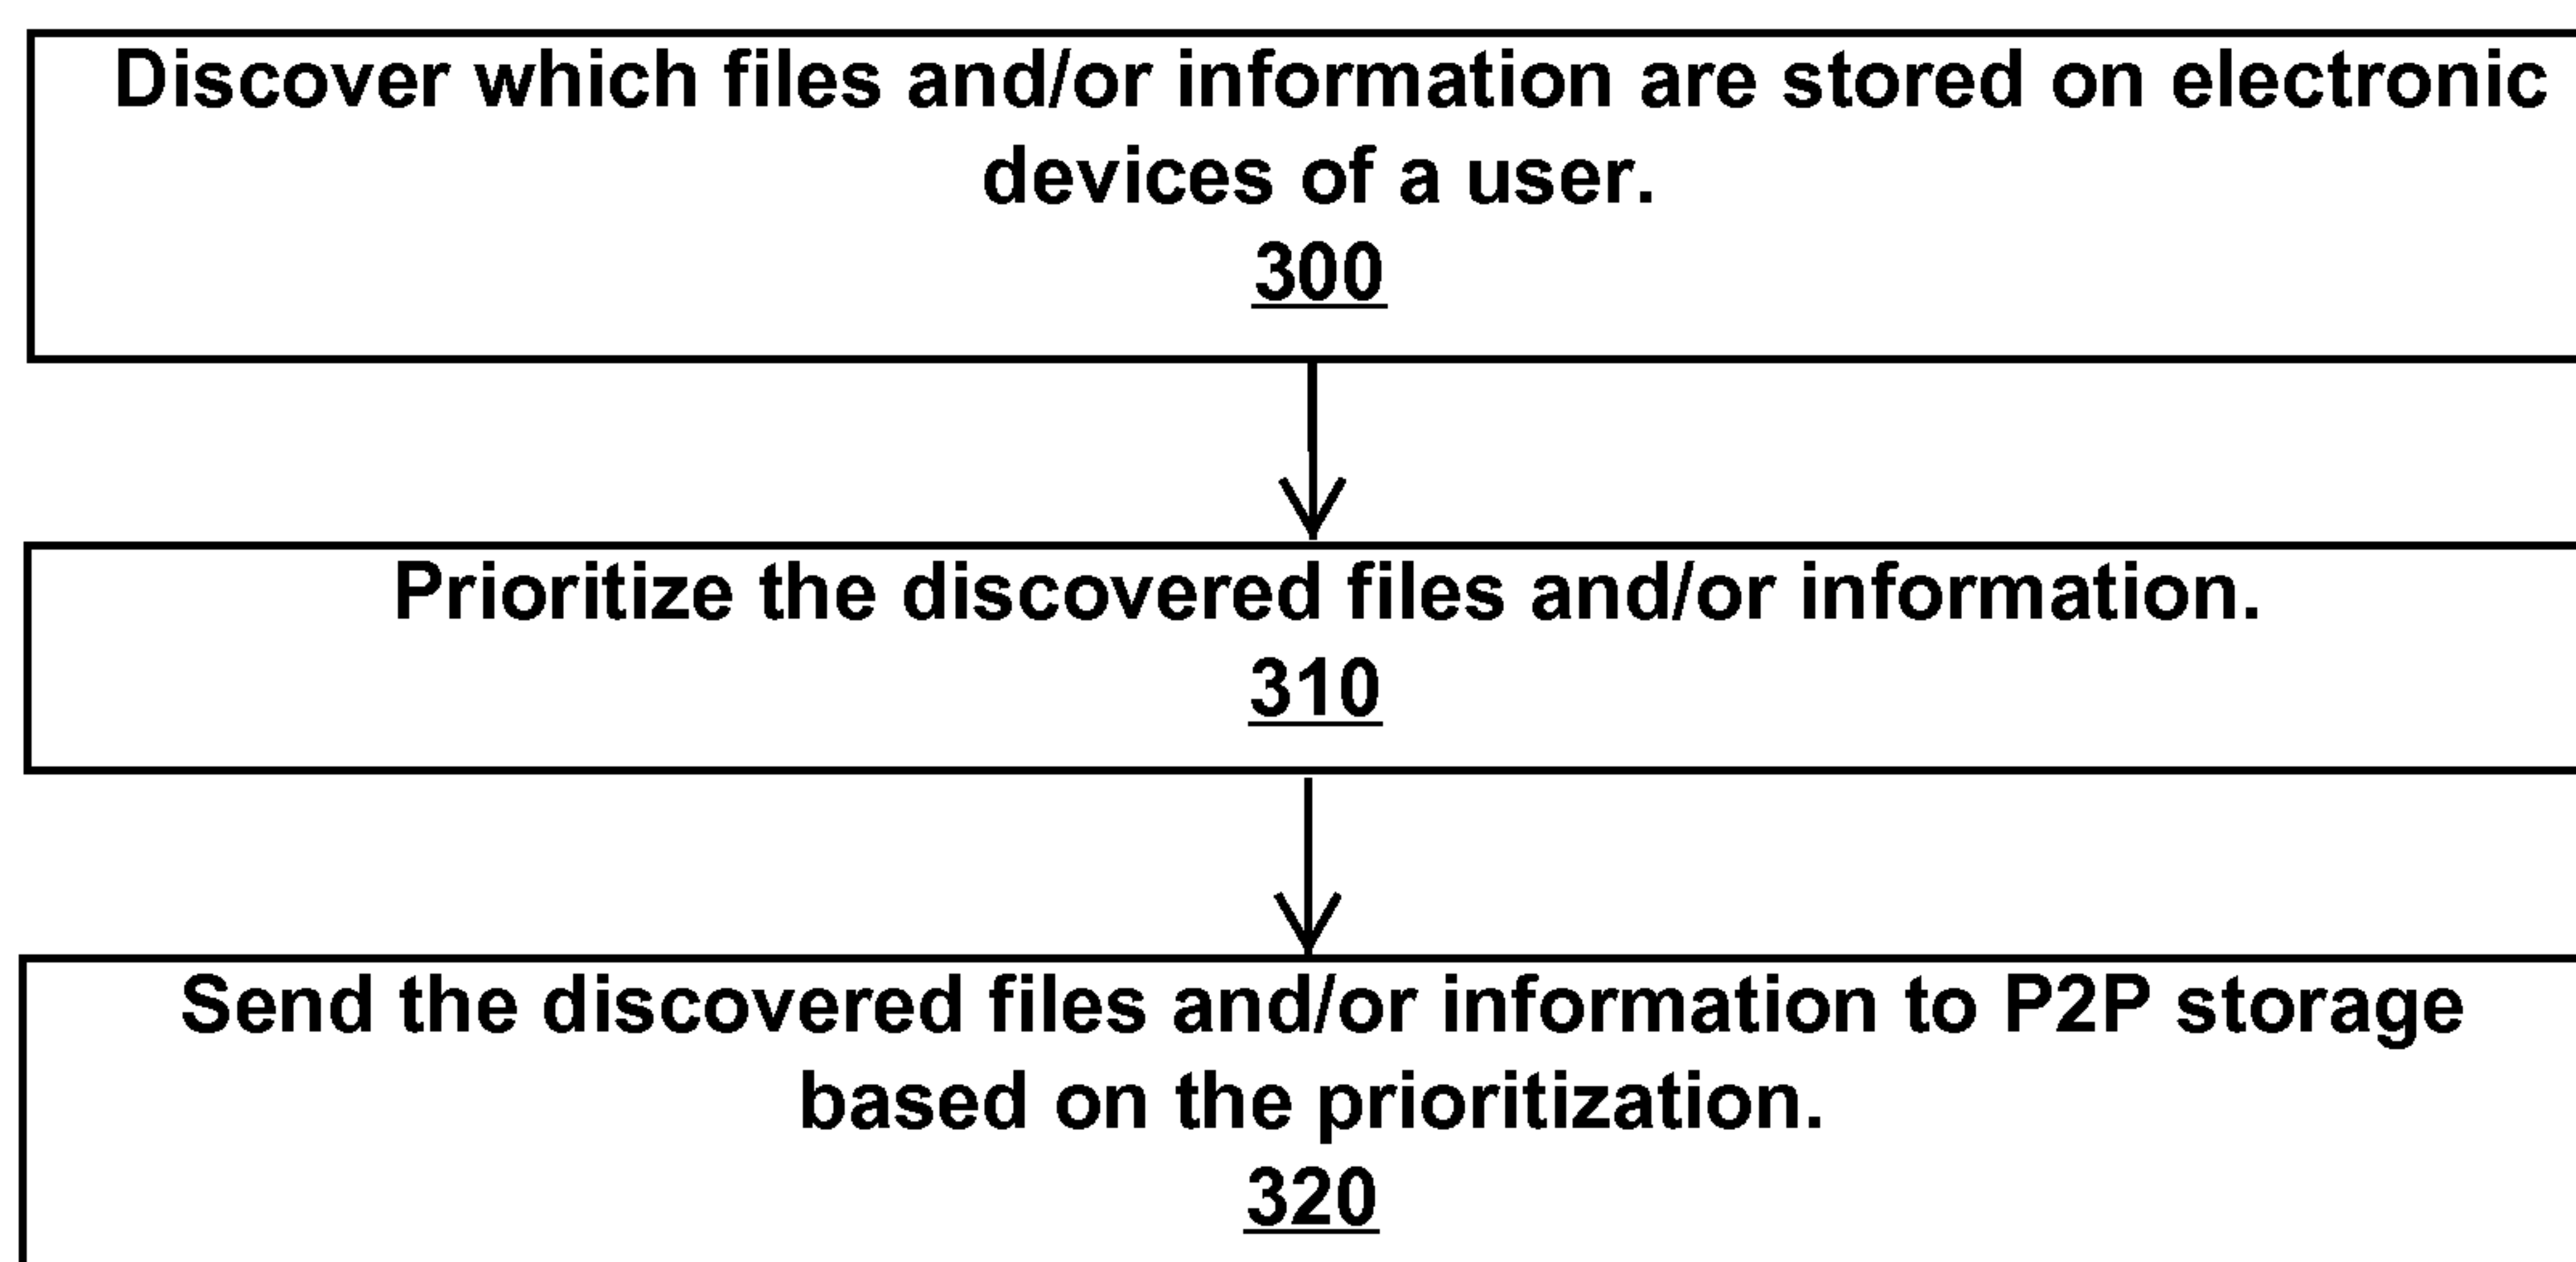 Discover which files and/or information are stored on electronic
devices of a user.
300
Prioritize the discovered files and/or information.
310
Send the discovered files and/or information to P2P storage
based on the prioritization.
320